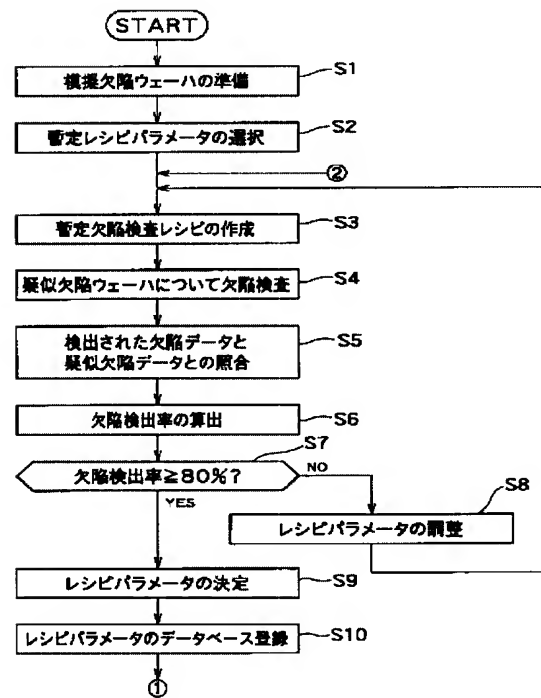 START
模擬欠陥ウェーハの準備
S1
暫定レシピパラメータの選択
S2
②
暫定欠陥検査レシピの作成
S3
疑似欠陥ウェーハについて欠陥検査
S4
検出された欠陥データと
疑似欠陥データとの照合
S5
欠陥検出率の算出
S6
欠陥検出率≧80%?
S7
NO
YES
レシピパラメータの調整
S8
レシピパラメータの決定
S9
レシピパラメータのデータベース登録
S10
①